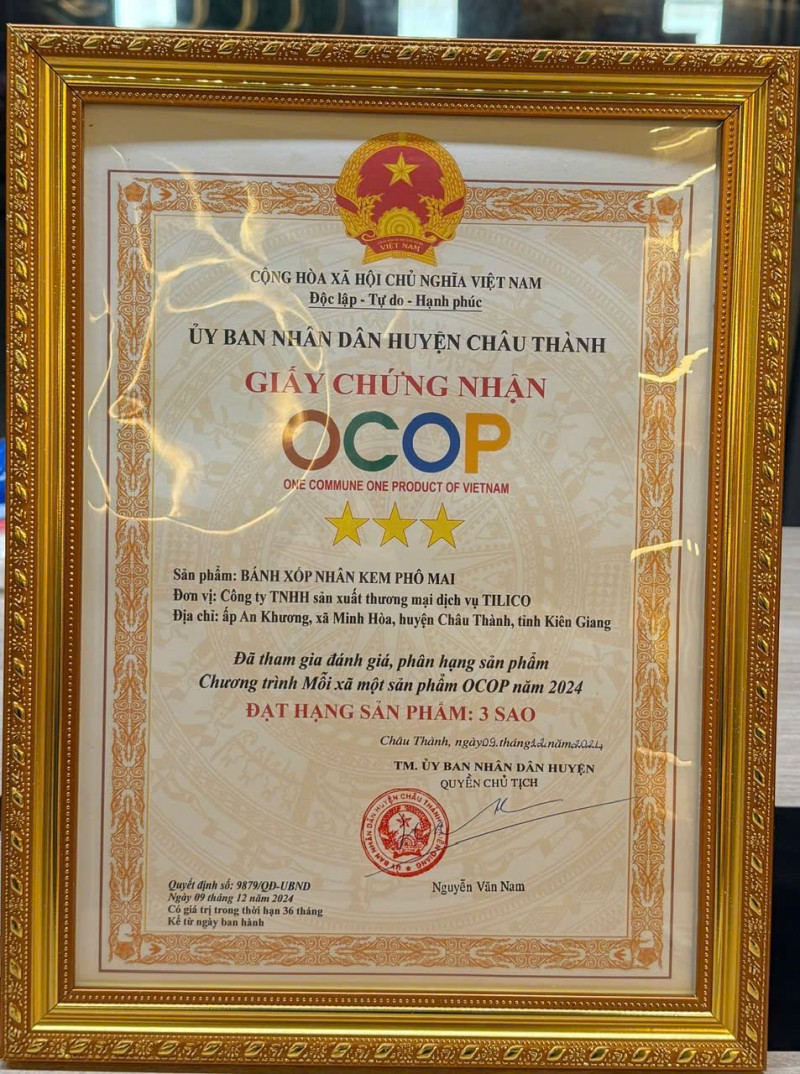 VIỆT NAM
CỘNG HÒA XÃ HỘI CHỦ NGHĨA VIỆT NAM
Độc lập - Tự do - Hạnh phúc
ỦY BAN NHÂN DÂN HUYỆN CHÂU THÀNH
GIẤY CHỨNG NHẬN
OCOP
ONE COMMUNE ONE PRODUCT OF VIETNAM
Sản phẩm: BÁNH XỐP NHÂN KEM PHÔ MAI
Đơn vị: Công ty TNHH sản xuất thương mại dịch vụ TILICO
Địa chỉ: ấp An Khương, xã Minh Hòa, huyện Châu Thành, tỉnh Kiên Giang
Đã tham gia đánh giá, phân hạng sản phẩm
Chương trình Mỗi xã một sản phẩm OCOP năm 2024
ĐẠT HẠNG SẢN PHẨM: 3 SAO
Châu Thành, ngày 09. tháng 12. năm 2024
TM. ỦY BAN NHÂN DÂN HUYỆN
QUYỀN CHỦ TỊCH
ỦY BAN NHÂN DÂN HUYỆN CHÂU THÀNH
Nguyễn Văn Nam
Quyết định số: 9879/QĐ-UBND
Ngày 09 tháng 12 năm 2024
Có giá trị trong thời hạn 36 tháng
Kể từ ngày ban hành